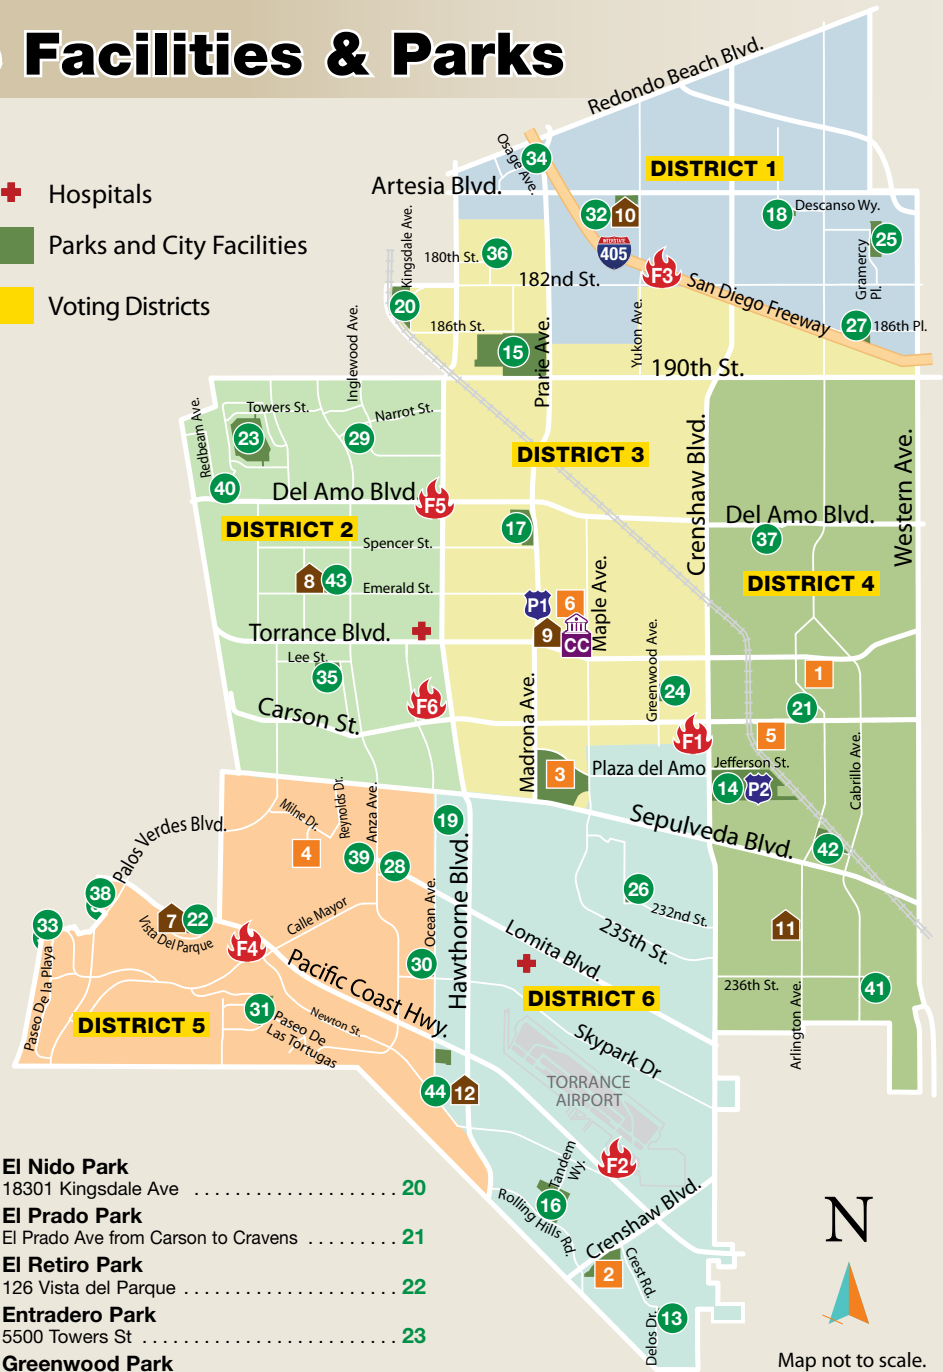 Facilities & Parks
Hospitals
Parks and City Facilities
Voting Districts
Redondo Beach Blvd.
Osage Ave.
34
DISTRICT 1
Artesia Blvd.
32
10
18
Descanso Wy.
Kingsdale Ave.
180th St.
36
INTERSTATE
405
25
Gramercy
Pl.
182nd St.
F3
San Diego Freeway
20
186th St.
27
186th Pl.
15
Prarie Ave.
Yukon Ave.
190th St.
Inglewood Ave.
Redbeam Ave.
Towers St.
Narrot St.
23
29
DISTRICT 3
Crenshaw Blvd.
Western Ave.
40
Del Amo Blvd.
F5
DISTRICT 2
17
Del Amo Blvd.
37
Spencer St.
8
43
Emerald St.
DISTRICT 4
P1
6
Maple Ave.
Torrance Blvd.
9
CC
Lee St.
35
Greenwood Ave.
24
1
21
Carson St.
F6
Madrona Ave.
F1
5
3
Plaza del Amo
Jefferson St.
14
P2
Cabrillo Ave.
Milne Dr.
Reynolds Dr.
Anza Ave.
19
Sepulveda Blvd.
Palos Verdes Blvd.
4
39
28
42
38
26
232nd St.
Ocean Ave.
Hawthorne Blvd.
33
7
22
Vista Del Parque
F4
Calle Mayor
Lomita Blvd.
235th St.
11
Pacific Coast Hwy.
30
236th St.
41
Paseo De la Playa
DISTRICT 5
31
Paseo De
Las Tortugas
Newton St.
DISTRICT 6
Arlington Ave.
Skypark Dr
TORRANCE
AIRPORT
44
12
F2
Tandem
Wy.
16
Rolling Hills Rd.
Crenshaw Blvd.
2
Crest Rd.
13
Delos Dr.
El Nido Park
18301 Kingsdale Ave . . . . . . . . . . . . . . . . . . . . 20
El Prado Park
El Prado Ave from Carson to Cravens . . . . . . . . . 21
El Retiro Park
126 Vista del Parque . . . . . . . . . . . . . . . . . . . . . 22
Entradero Park
5500 Towers St . . . . . . . . . . . . . . . . . . . . . . . . . 23
Greenwood Park
N
Map not to scale.